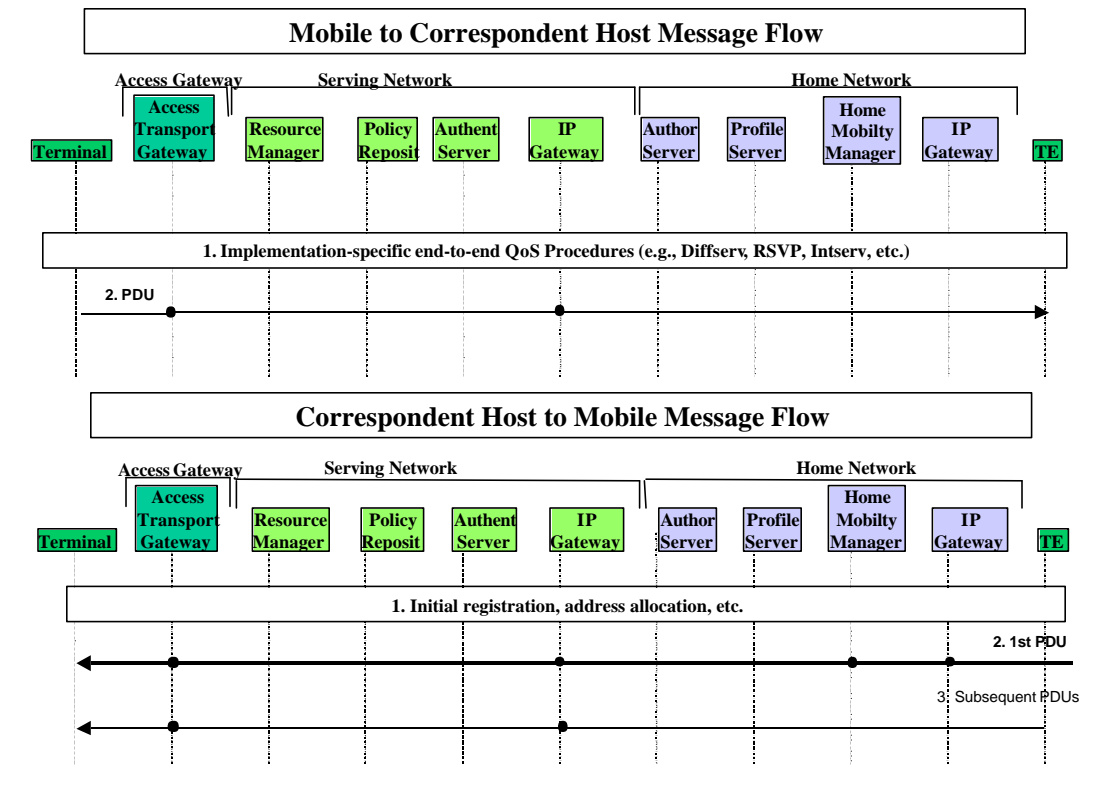 Mobile to Correspondent Host Message Flow
Access Gateway
Serving Network
Home Network
Terminal
Access
Transport
Gateway
Resource
Manager
Policy
Reposit
Authent
Server
IP
Gateway
Author
Server
Profile
Server
Home
Mobilty
Manager
IP
Gateway
TE
1. Implementation-specific end-to-end QoS Procedures (e.g., Diffserv, RSVP, Intserv, etc.)
2. PDU
Correspondent Host to Mobile Message Flow
Access Gateway
Serving Network
Home Network
Terminal
Access
Transport
Gateway
Resource
Manager
Policy
Reposit
Authent
Server
IP
Gateway
Author
Server
Profile
Server
Home
Mobilty
Manager
IP
Gateway
TE
1. Initial registration, address allocation, etc.
2. 1st PDU
3. Subsequent PDUs